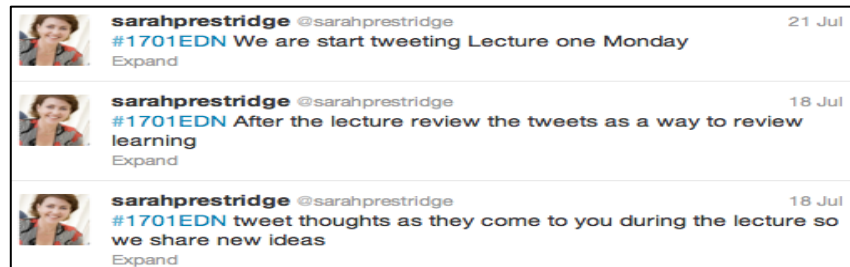 sarahprestridge @sarahprestridge 21 Jul
#1701EDN We are start tweeting Lecture one Monday
Expand
sarahprestridge @sarahprestridge 18 Jul
#1701EDN After the lecture review the tweets as a way to review
learning
Expand
sarahprestridge @sarahprestridge 18 Jul
#1701EDN tweet thoughts as they come to you during the lecture so
we share new ideas
Expand